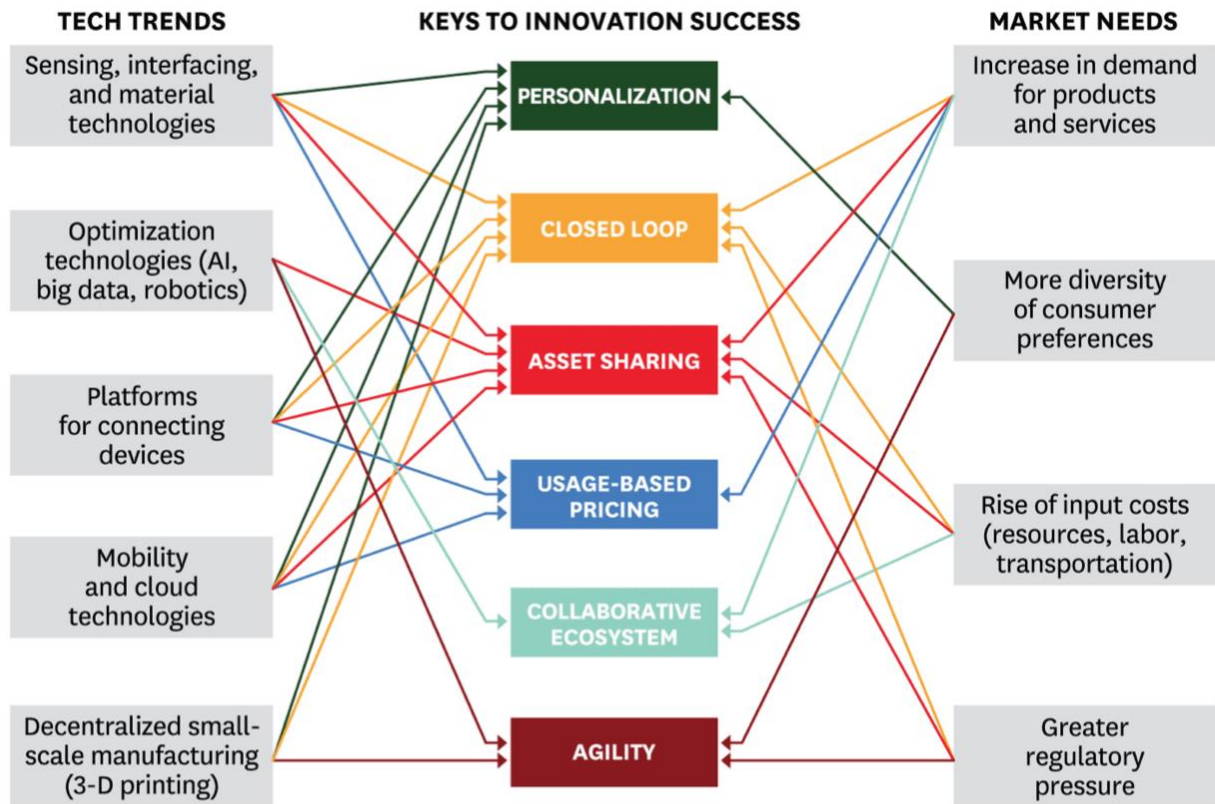 TECH TRENDS
KEYS TO INNOVATION SUCCESS
MARKET NEEDS
Sensing, interfacing,
and material
technologies
Optimization
technologies (AI,
big data, robotics)
Platforms
for connecting
devices
Mobility
and cloud
technologies
Decentralized small-
scale manufacturing
(3-D printing)
PERSONALIZATION
CLOSED LOOP
ASSET SHARING
USAGE-BASED
PRICING
COLLABORATIVE
ECOSYSTEM
AGILITY
Increase in demand
for products
and services
More diversity
of consumer
preferences
Rise of input costs
(resources, labor,
transportation)
Greater
regulatory
pressure